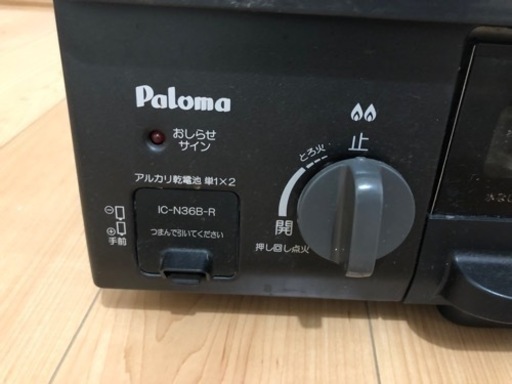 Paloma
おしらせ
サイン
アルカリ乾電池 単1×2
IC-N36B-R
つまんで引いてください
手前
止
とろ火
開
押し回し点火